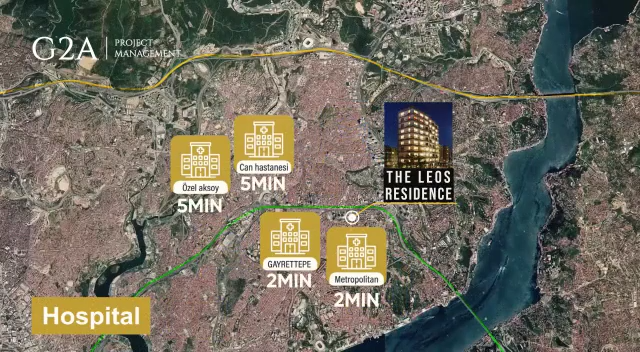 G2A
PROJECT
MANAGEMENT
Can hastanesi
5MIN
Özel aksoy
5MIN
THE LEOS
RESIDENCE
GAYRETTEPE
2MIN
Metropolitan
2MIN
Hospital